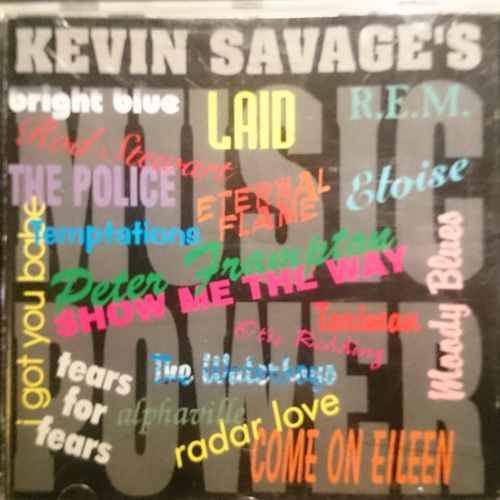 KEVIN SAVAGE'S
MUSIC
POWER
bright blue
LAID
R.E.M.
Rod Stewart
THE POLICE
ETERNAL
FLAME
Eloise
Temptations
i got you babe
Peter Frampton
SHOW ME THE WAY
Moody Blues
Otis Redding
Taximan
The Waterboys
tears
for
fears
alphaville
radar love
COME ON EILEEN